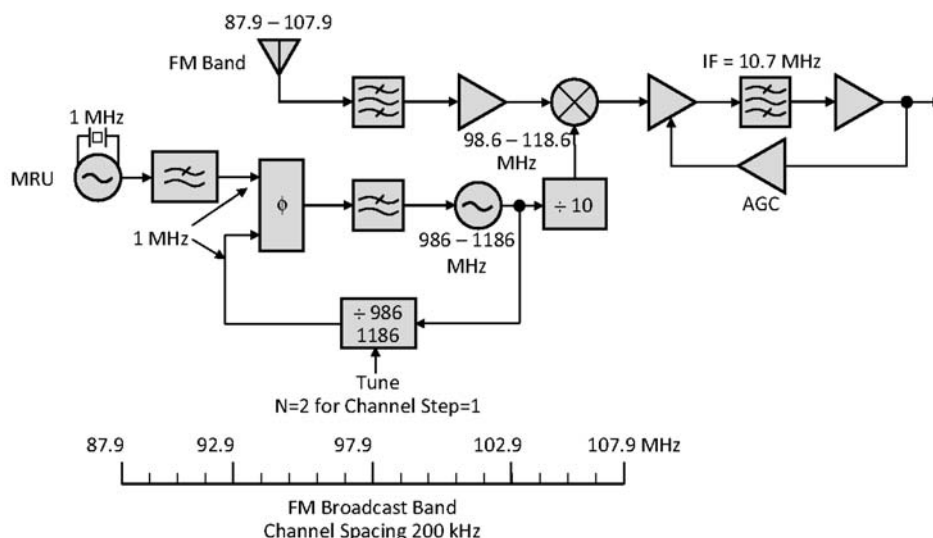 87.9 – 107.9
FM Band
IF = 10.7 MHz
1 MHz
98.6 – 118.6
MHz
MRU
AGC
ϕ
÷ 10
1 MHz
986 – 1186
MHz
÷ 986
1186
Tune
N=2 for Channel Step=1
87.9 92.9 97.9 102.9 107.9 MHz
FM Broadcast Band
Channel Spacing 200 kHz